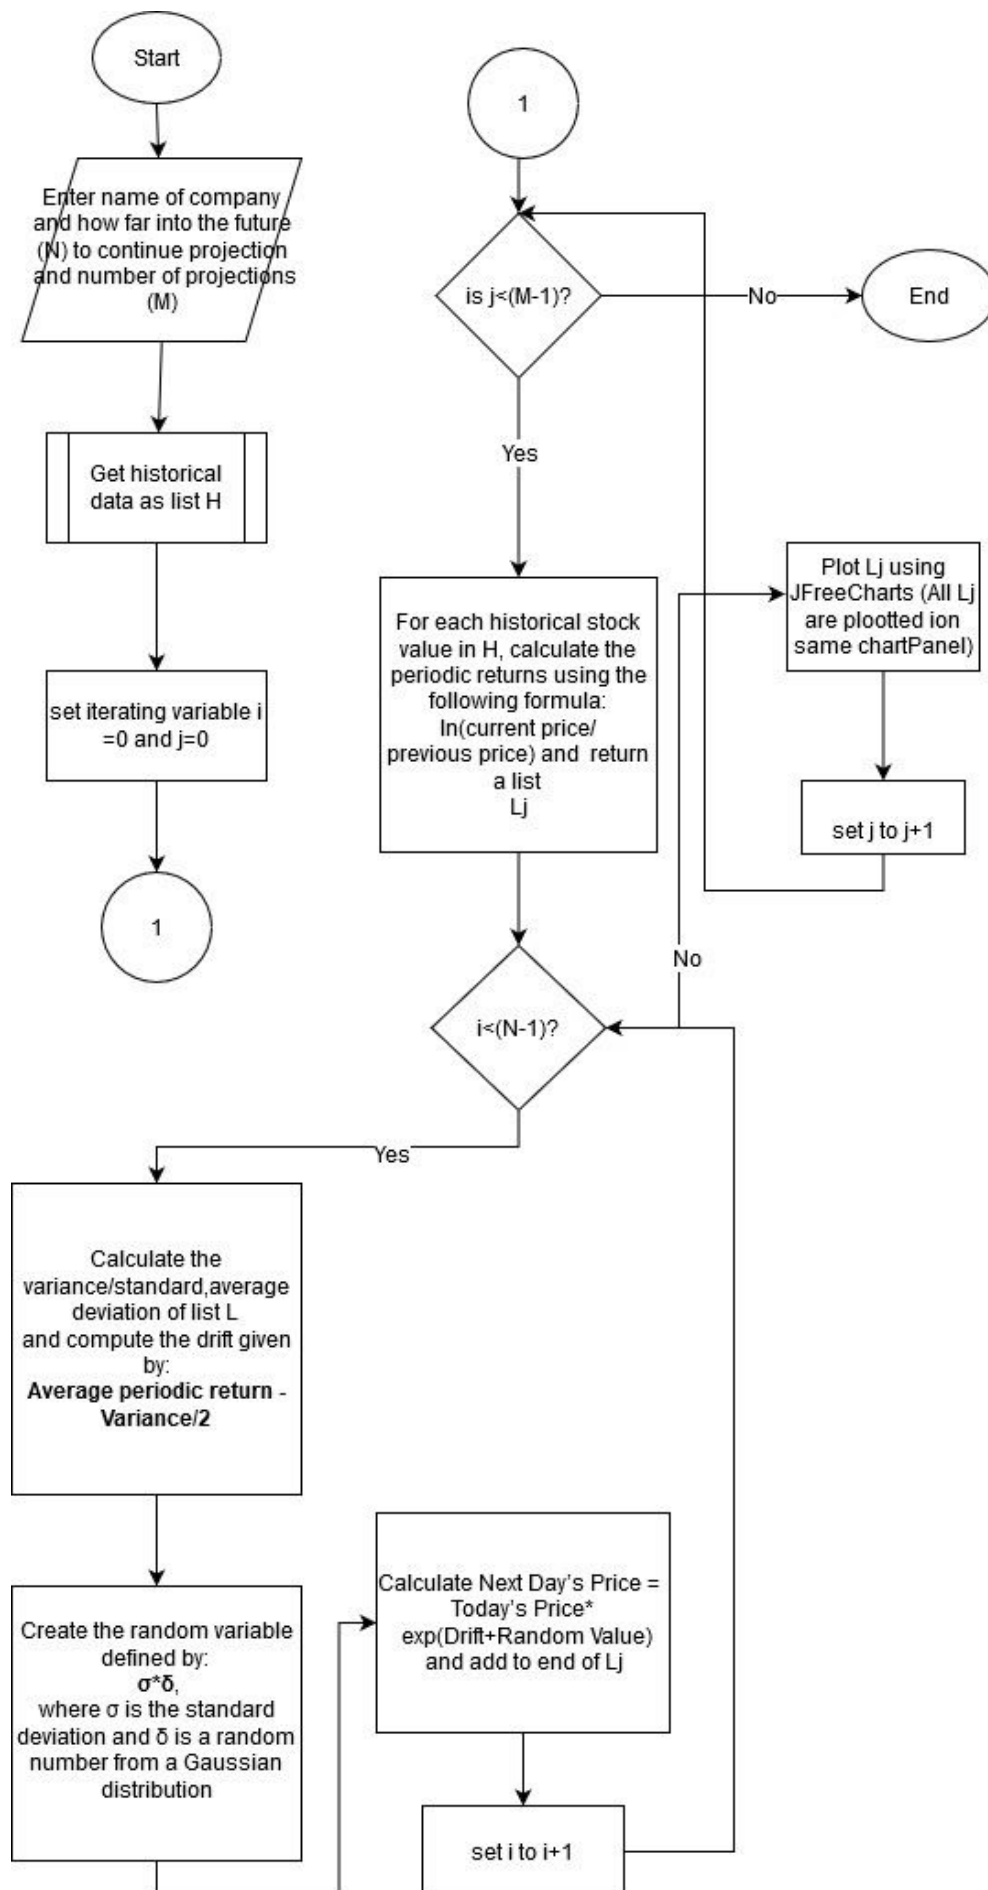 Start
Enter name of company
and how far into the future
(N) to continue projection
and number of projections
(M)
Get historical
data as list H
set iterating variable i
=0 and j=0
1
1
is j<(M-1)?
No
End
Yes
For each historical stock
value in H, calculate the
periodic returns using the
following formula:
ln(current price/
previous price) and return
a list
Lj
Plot Lj using
JFreeCharts (All Lj
are plootted ion
same chartPanel)
set j to j+1
No
i<(N-1)?
Yes
Calculate the
variance/standard,average
deviation of list L
and compute the drift given
by:
Average periodic return -
Variance/2
Create the random variable
defined by:
σ*δ,
where σ is the standard
deviation and δ is a random
number from a Gaussian
distribution
Calculate Next Day's Price =
Today's Price*
exp(Drift+Random Value)
and add to end of Lj
set i to i+1